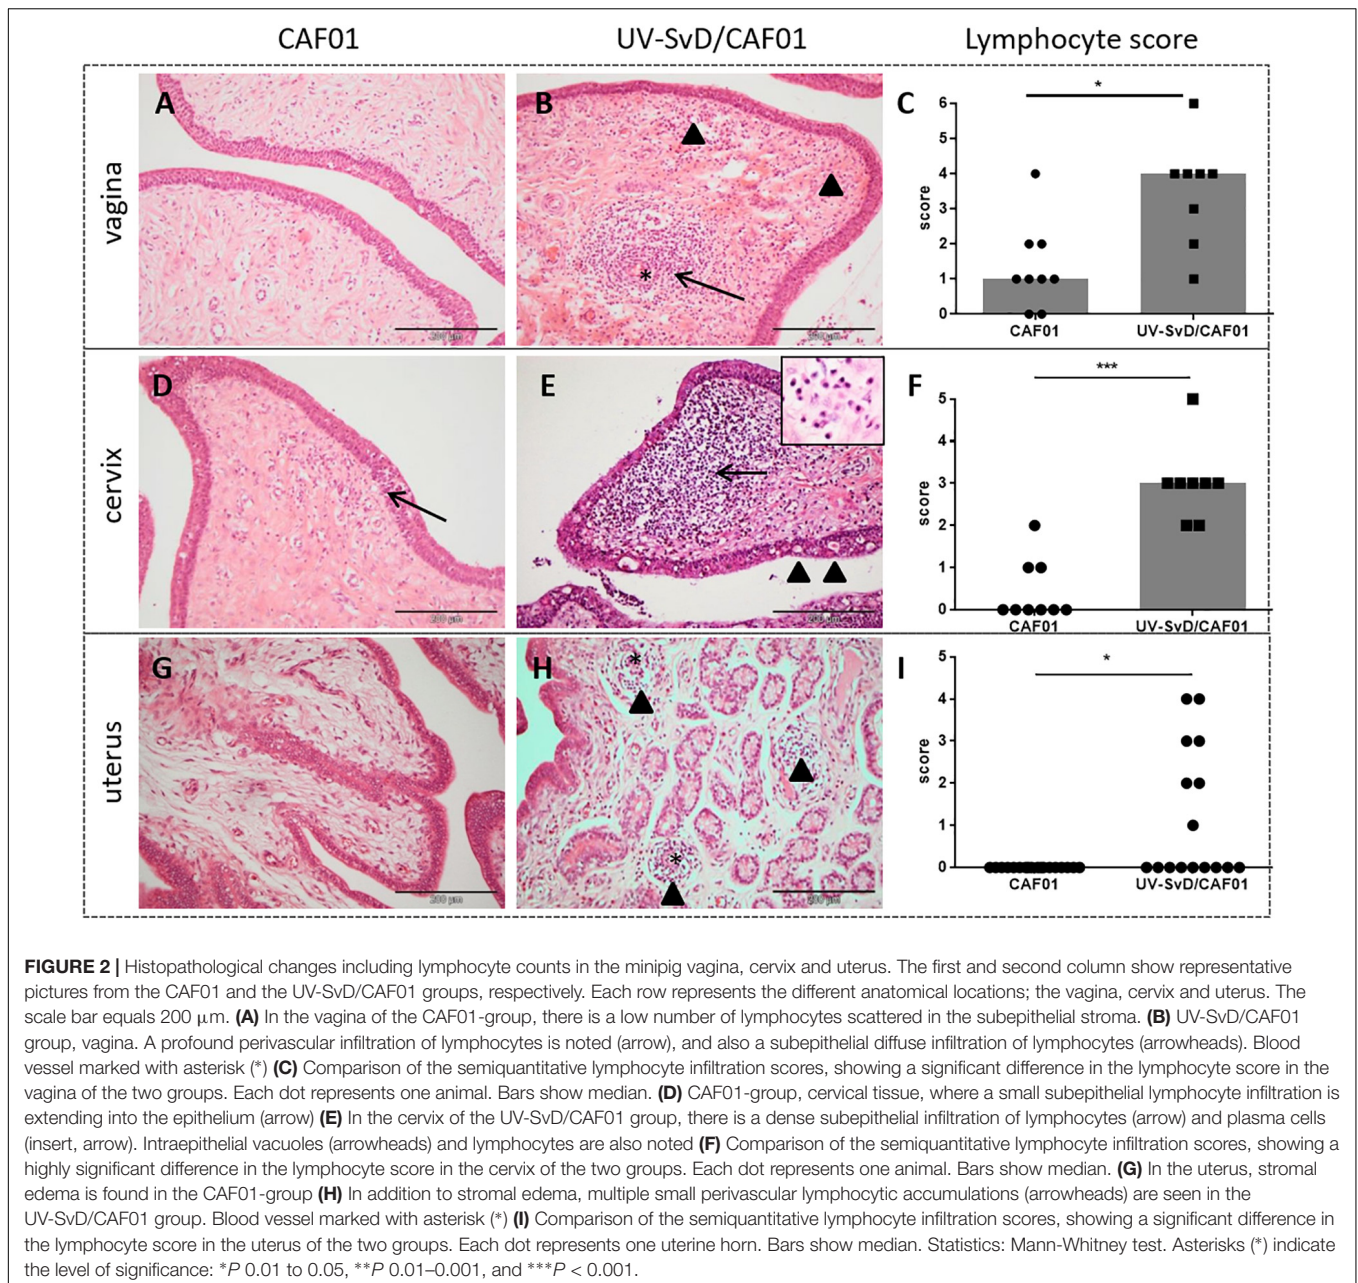 CAF01 UV-SvD/CAF01 Lymphocyte score
vagina
A
B
*
C
*
score
6
5
4
3
2
1
0
CAF01 UV-SvD/CAF01
200 µm
200 µm
cervix
D
E
F
***
score
5
4
3
2
1
0
CAF01 UV-SvD/CAF01
200 µm
200 µm
uterus
G
H
*
*
I
*
score
5
4
3
2
1
0
CAF01 UV-SvD/CAF01
200 µm
200 µm
FIGURE 2 | Histopathological changes including lymphocyte counts in the minipig vagina, cervix and uterus. The first and second column show representative
pictures from the CAF01 and the UV-SvD/CAF01 groups, respectively. Each row represents the different anatomical locations; the vagina, cervix and uterus. The
scale bar equals 200 μm. (A) In the vagina of the CAF01-group, there is a low number of lymphocytes scattered in the subepithelial stroma. (B) UV-SvD/CAF01
group, vagina. A profound perivascular infiltration of lymphocytes is noted (arrow), and also a subepithelial diffuse infiltration of lymphocytes (arrowheads). Blood
vessel marked with asterisk (*) (C) Comparison of the semiquantitative lymphocyte infiltration scores, showing a significant difference in the lymphocyte score in the
vagina of the two groups. Each dot represents one animal. Bars show median. (D) CAF01-group, cervical tissue, where a small subepithelial lymphocyte infiltration is
extending into the epithelium (arrow) (E) In the cervix of the UV-SvD/CAF01 group, there is a dense subepithelial infiltration of lymphocytes (arrow) and plasma cells
(insert, arrow). Intraepithelial vacuoles (arrowheads) and lymphocytes are also noted (F) Comparison of the semiquantitative lymphocyte infiltration scores, showing a
highly significant difference in the lymphocyte score in the cervix of the two groups. Each dot represents one animal. Bars show median. (G) In the uterus, stromal
edema is found in the CAF01-group (H) In addition to stromal edema, multiple small perivascular lymphocytic accumulations (arrowheads) are seen in the
UV-SvD/CAF01 group. Blood vessel marked with asterisk (*) (I) Comparison of the semiquantitative lymphocyte infiltration scores, showing a significant difference in
the lymphocyte score in the uterus of the two groups. Each dot represents one uterine horn. Bars show median. Statistics: Mann-Whitney test. Asterisks (*) indicate
the level of significance: *P 0.01 to 0.05, **P 0.01–0.001, and ***P < 0.001.